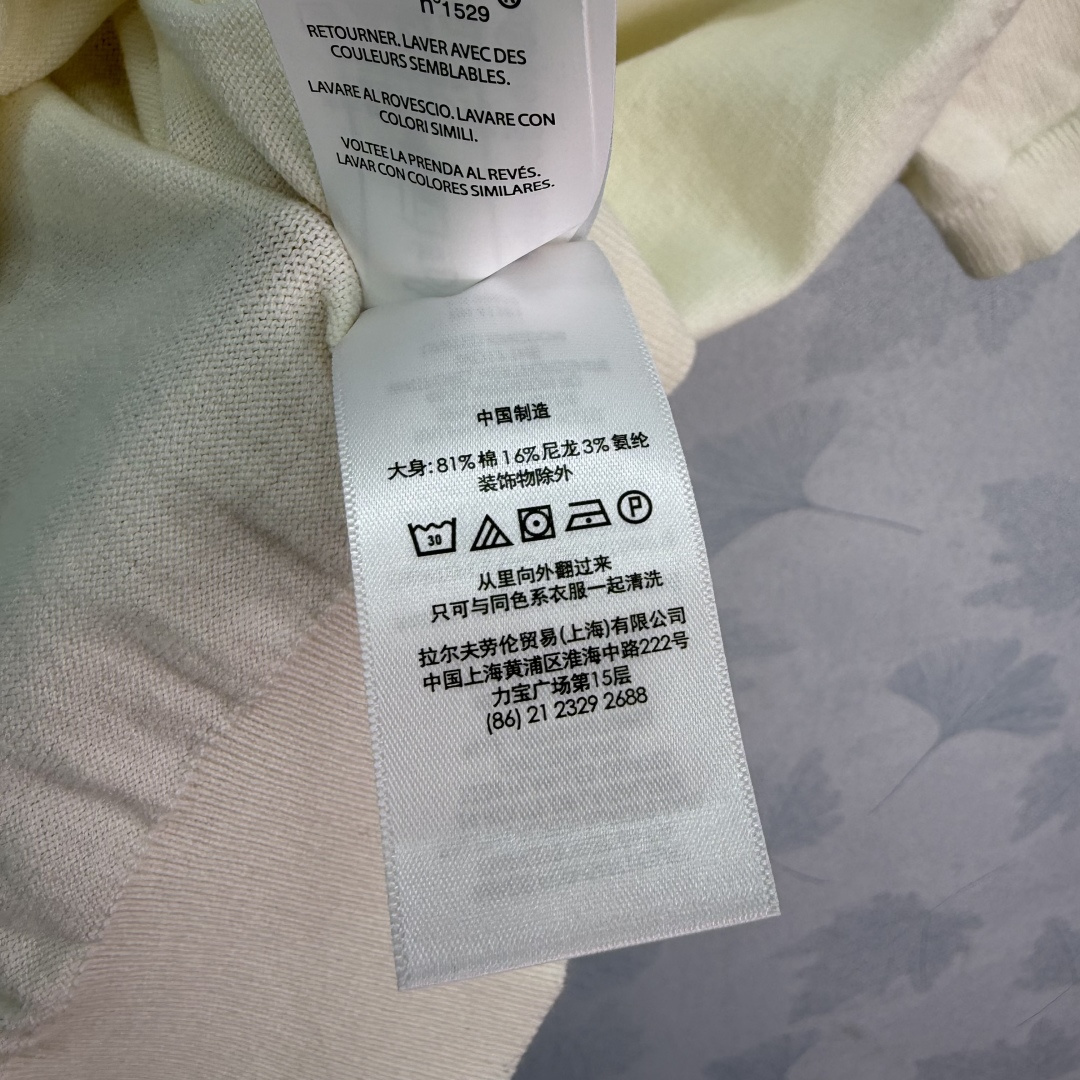 n°1529 ®
RETOURNER. LAVER AVEC DES
COULEURS SEMBLABLES.
LAVARE AL ROVESCIO. LAVARE CON
COLORI SIMILI.
VOLTEE LA PRENDA AL REVÉS.
LAVAR CON COLORES SIMILARES.
中国制造
大身:81%棉16%尼龙3%氨纶
装饰物除外
30 P
从里向外翻过来
只可与同色系衣服一起清洗
拉尔夫劳伦贸易(上海)有限公司
中国上海黄浦区淮海中路222号
力宝广场第15层
(86) 21 2329 2688